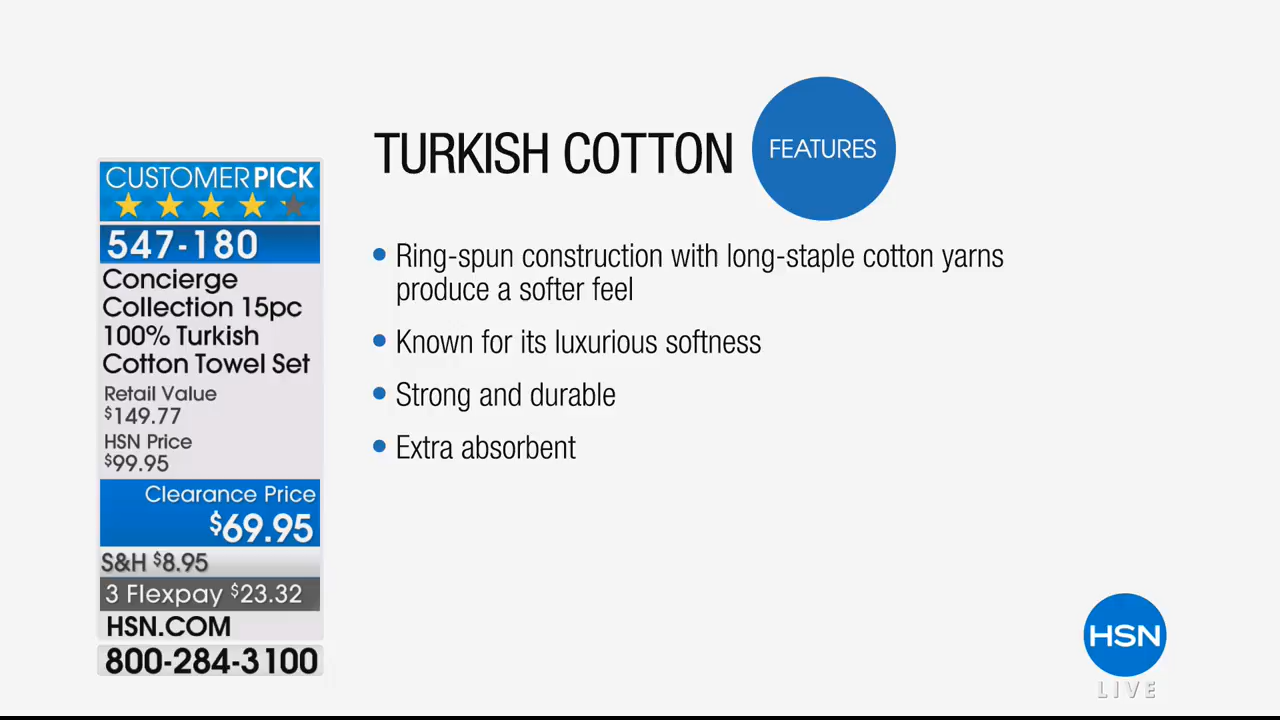 TURKISH COTTON FEATURES
• Ring-spun construction with long-staple cotton yarns
produce a softer feel
• Known for its luxurious softness
• Strong and durable
• Extra absorbent
CUSTOMER PICK
547-180
Concierge
Collection 15pc
100% Turkish
Cotton Towel Set
Retail Value
$149.77
HSN Price
$99.95
Clearance Price
$69.95
S&H $8.95
3 Flexpay $23.32
HSN.COM
800-284-3100
HSN
LIVE